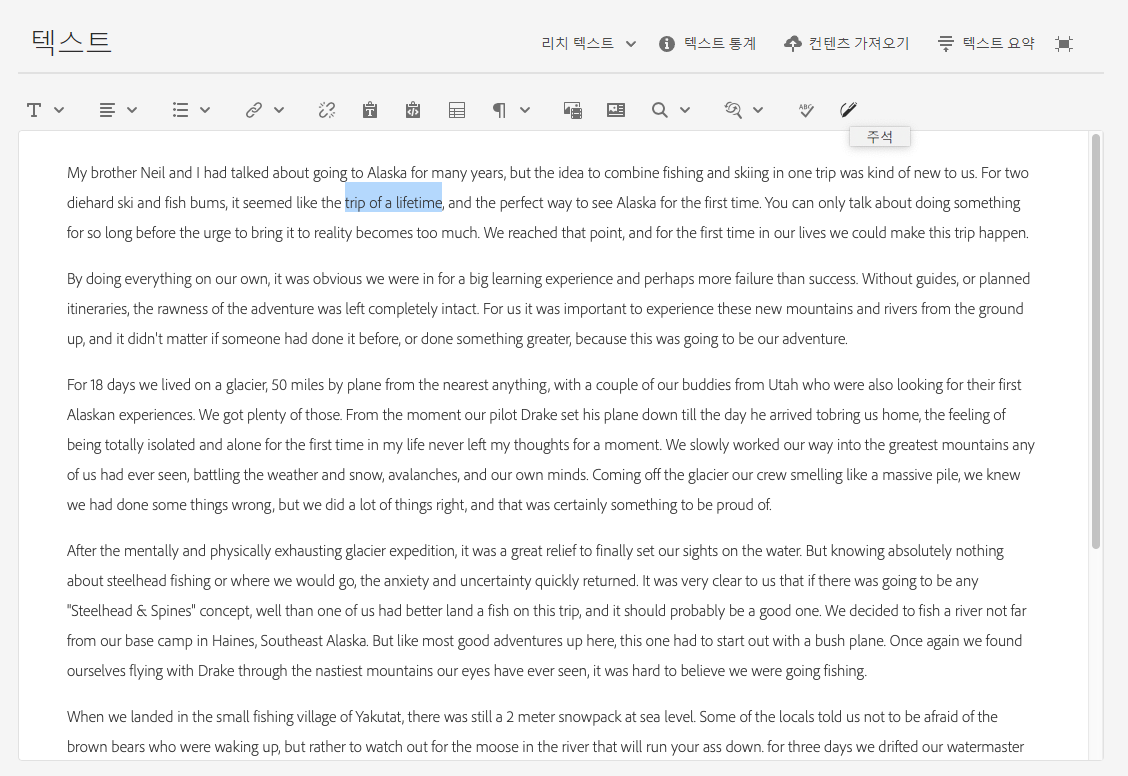 텍스트
리치 텍스트 텍스트 통계 컨텐츠 가져오기 텍스트 요약
주석
My brother Neil and I had talked about going to Alaska for many years, but the idea to combine fishing and skiing in one trip was kind of new to us. For two
diehard ski and fish bums, it seemed like the trip of a lifetime, and the perfect way to see Alaska for the first time. You can only talk about doing something
for so long before the urge to bring it to reality becomes too much. We reached that point, and for the first time in our lives we could make this trip happen.
By doing everything on our own, it was obvious we were in for a big learning experience and perhaps more failure than success. Without guides, or planned
itineraries, the rawness of the adventure was left completely intact. For us it was important to experience these new mountains and rivers from the ground
up, and it didn't matter if someone had done it before, or done something greater, because this was going to be our adventure.
For 18 days we lived on a glacier, 50 miles by plane from the nearest anything, with a couple of our buddies from Utah who were also looking for their first
Alaskan experiences. We got plenty of those. From the moment our pilot Drake set his plane down till the day he arrived tobring us home, the feeling of
being totally isolated and alone for the first time in my life never left my thoughts for a moment. We slowly worked our way into the greatest mountains any
of us had ever seen, battling the weather and snow, avalanches, and our own minds. Coming off the glacier our crew smelling like a massive pile, we knew
we had done some things wrong, but we did a lot of things right, and that was certainly something to be proud of.
After the mentally and physically exhausting glacier expedition, it was a great relief to finally set our sights on the water. But knowing absolutely nothing
about steelhead fishing or where we would go, the anxiety and uncertainty quickly returned. It was very clear to us that if there was going to be any
"Steelhead & Spines" concept, well than one of us had better land a fish on this trip, and it should probably be a good one. We decided to fish a river not far
from our base camp in Haines, Southeast Alaska. But like most good adventures up here, this one had to start out with a bush plane. Once again we found
ourselves flying with Drake through the nastiest mountains our eyes have ever seen, it was hard to believe we were going fishing.
When we landed in the small fishing village of Yakutat, there was still a 2 meter snowpack at sea level. Some of the locals told us not to be afraid of the
brown bears who were waking up, but rather to watch out for the moose in the river that will run your ass down. for three days we drifted our watermaster